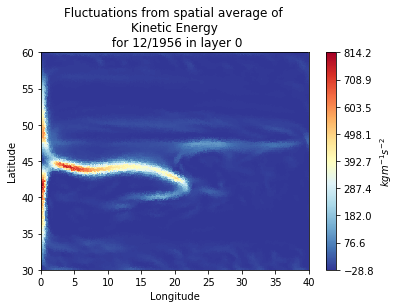 Fluctuations from spatial average of
Kinetic Energy
for 12/1956 in layer 0
60
55
50
45
40
35
30
Latitude
0 5 10 15 20 25 30 35 40
Longitude
814.2
708.9
603.5
498.1
392.7
287.4
182.0
76.6
−28.8
kgm⁻¹s⁻²